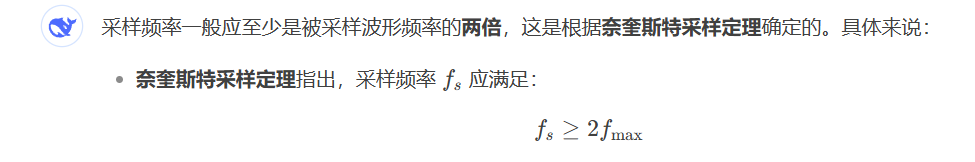 采样频率一般应至少是被采样波形频率的两倍，这是根据奈奎斯特采样定理确定的。具体来说：
• 奈奎斯特采样定理指出，采样频率 fₛ 应满足：
fₛ ≥ 2f_max